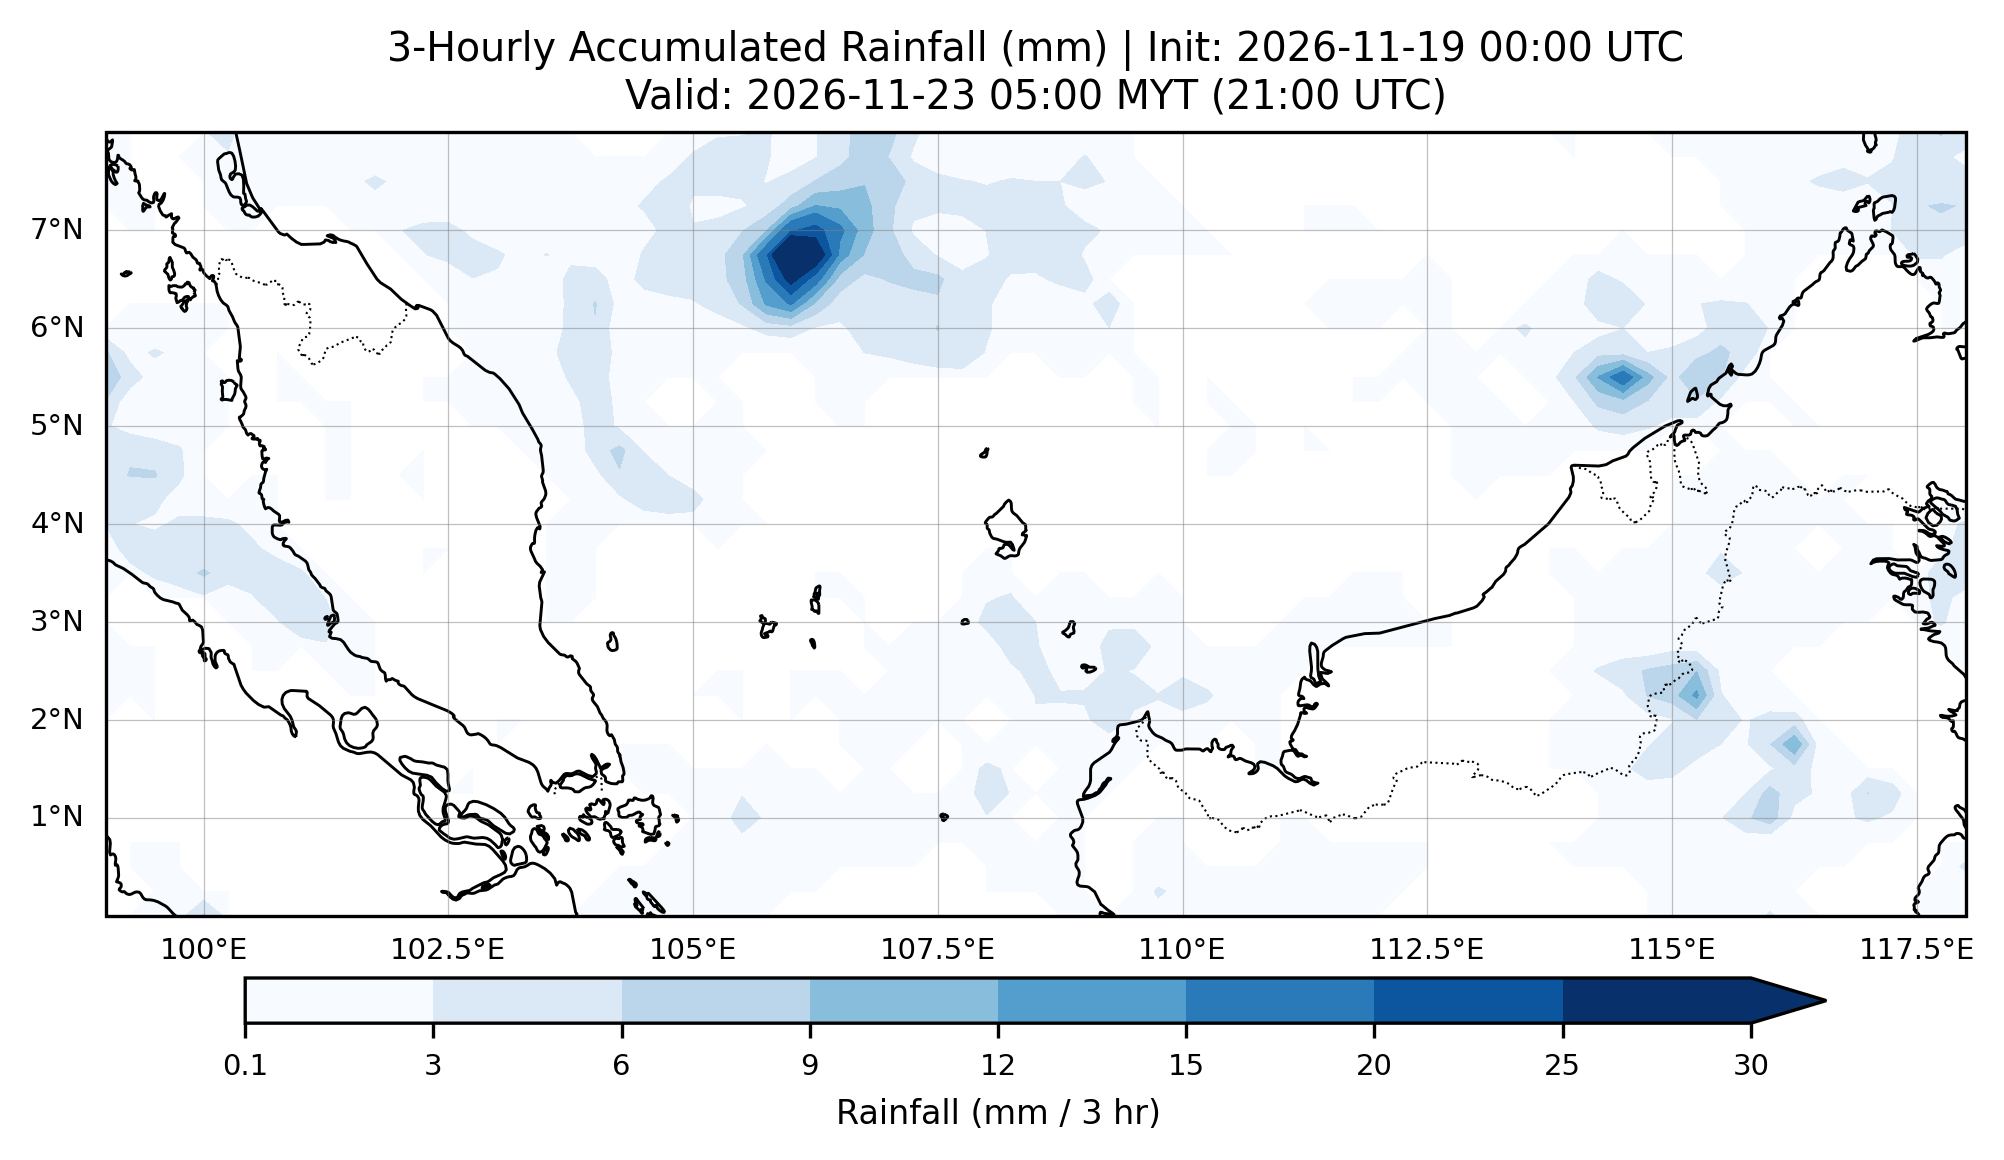 3-Hourly Accumulated Rainfall (mm) | Init: 2026-11-19 00:00 UTC
Valid: 2026-11-23 05:00 MYT (21:00 UTC)
7°N
6°N
5°N
4°N
3°N
2°N
1°N
100°E 102.5°E 105°E 107.5°E 110°E 112.5°E 115°E 117.5°E
0.1 3 6 9 12 15 20 25 30
Rainfall (mm / 3 hr)